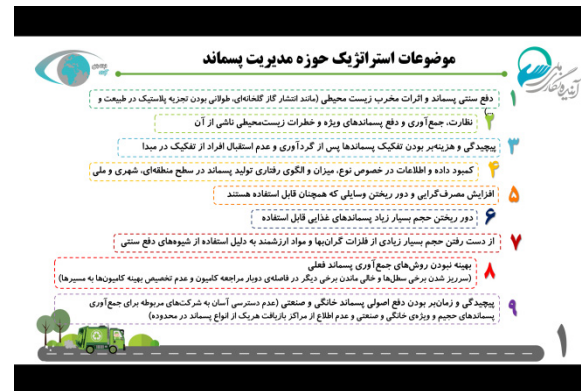 موضوعات استراتژیک حوزه مدیریت پسماند
۱ دفع سنتی پسماند و اثرات مخرب زیست محیطی (مانند انتشار گاز گلخانه‌ای، طولانی بودن تجزیه پلاستیک در طبیعت و
۲ نظارت، جمع‌آوری و دفع پسماندهای ویژه و خطرات زیست‌محیطی ناشی از آن
۳ پیچیدگی و هزینه‌بر بودن تفکیک پسماندها پس از گردآوری و عدم استقبال افراد از تفکیک در مبدا
۴ کمبود داده و اطلاعات در خصوص نوع، میزان و الگوی رفتاری تولید پسماند در سطح منطقه‌ای، شهری و ملی
۵ افزایش مصرف‌گرایی و دور ریختن وسایلی که همچنان قابل استفاده هستند
۶ دور ریختن حجم بسیار زیاد پسماندهای غذایی قابل استفاده
۷ از دست رفتن حجم بسیار زیادی از فلزات گران‌بها و مواد ارزشمند به دلیل استفاده از شیوه‌های دفع سنتی
۸ بهینه نبودن روش‌های جمع‌آوری پسماند فعلی
(سرریز شدن برخی سطل‌ها و خالی ماندن برخی دیگر در فاصله‌ی دوبار مراجعه کامیون و عدم تخصیص بهینه کامیون‌ها به مسیرها)
۹ پیچیدگی و زمان‌بر بودن دفع اصولی پسماند خانگی و صنعتی (عدم دسترسی آسان به شرکت‌های مربوطه برای جمع‌آوری
پسماندهای حجیم و ویژه‌ی خانگی و صنعتی و عدم اطلاع از مراکز بازیافت هریک از انواع پسماند در محدوده)
۱